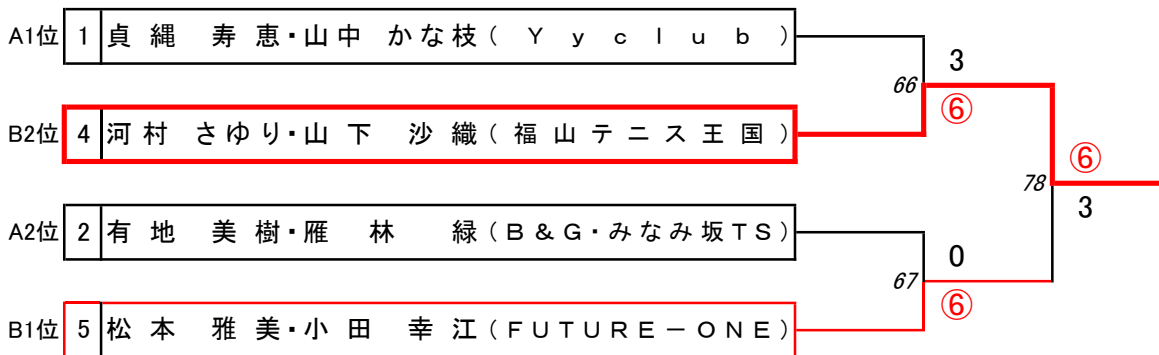 A1位 1 貞縄 寿恵・山中 かな枝(Yyclub)
3
66
⑥
B2位 4 河村 さゆり・山下 沙織(福山テニス王国)
⑥
78
3
A2位 2 有地 美樹・雁林 緑(B&G・みなみ坂TS)
0
67
⑥
B1位 5 松本 雅美・小田 幸江(FUTURE-ONE)